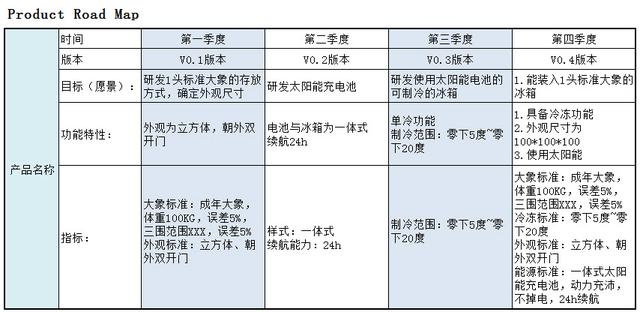 Product Road Map
时间
第一季度
第二季度
第三季度
第四季度
版本
V0.1版本
V0.2版本
V0.3版本
V0.4版本
产品名称
目标(愿景):
研发1头标准大象的存放
方式,确定外观尺寸
研发太阳能充电池
研发使用太阳能电池的
可制冷的冰箱
1.能装入1头标准大象的
冰箱
功能特性:
外观为立方体,朝外双
开门
电池与冰箱为一体式
续航24h
单冷功能
制冷范围:零下5度~零
下20度
1.具备冷冻功能
2.外观尺寸为
100*100*100
3.使用太阳能
指标:
大象标准:成年大象,
体重100KG,误差5%,
三围范围XXX,误差5%
外观标准:立方体、朝
外双开门
样式:一体式
续航能力:24h
制冷范围:零下5度~零
下20度
大象标准:成年大象,
体重100KG,误差5%,
三围范围XXX,误差5%
冷冻标准:零下5度~零
下20度
外观标准:立方体、朝
外双开门
能源标准:一体式太阳
能充电池,动力充沛,
不掉电,24h续航